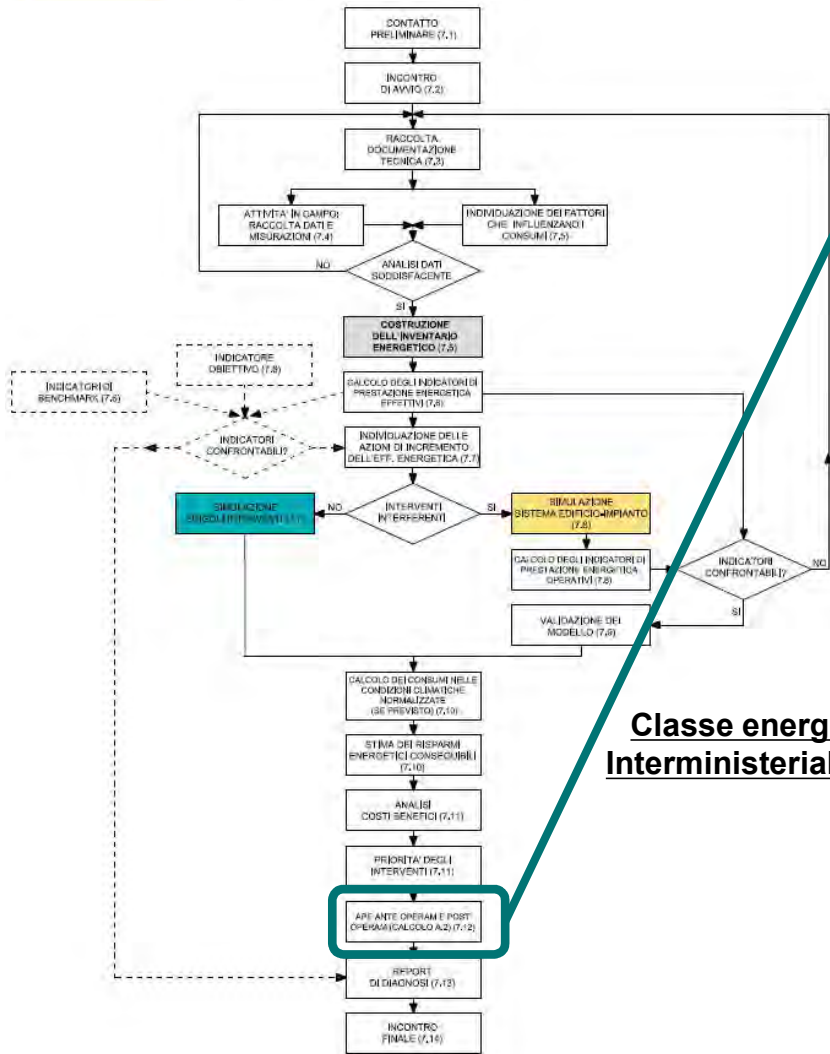 CONTATTO
PRELIMINARE (7.1)
INCONTRO
DI AVVIO (7.2)
RACCOLTA
DOCUMENTAZIONE
TECNICA (7.3)
ATTIVITA' IN CAMPO:
RACCOLTA DATI E
MISURAZIONI (7.4)
INDIVIDUAZIONE DEI FATTORI
CHE INFLUENZANO I
CONSUMI (7.5)
NO
ANALISI DATI
SODDISFACENTE
SI
COSTRUZIONE
DELL'INVENTARIO
ENERGETICO (7.5)
INDICATORE
OBIETTIVO (7.8)
INDICATORI DI
BENCHMARK (7.6)
CALCOLO DEGLI INDICATORI DI
PRESTAZIONE ENERGETICA
EFFETTIVI (7.6)
INDICATORI
CONFRONTABILI?
INDIVIDUAZIONE DELLE
AZIONI DI INCREMENTO
DELL'EFF. ENERGETICA (7.7)
SIMULAZIONE
SINGOLI INTERVENTI
NO
INTERVENTI
INTERFERENTI
SI
SIMULAZIONE
SISTEMA EDIFICIO-IMPIANTO
(7.8)
CALCOLO DEGLI INDICATORI DI
PRESTAZIONE ENERGETICA
OPERATIVI (7.8)
INDICATORI
CONFRONTABILI?
NO
SI
VALIDAZIONE DEL
MODELLO (7.9)
CALCOLO DEI CONSUMI NELLE
CONDIZIONI CLIMATICHE
NORMALIZZATE
(SE PREVISTO) (7.10)
Classe energ
Interministerial
STIMA DEI RISPARMI
ENERGETICI CONSEGUIBILI
(7.10)
ANALISI
COSTI BENEFICI (7.11)
PRIORITA' DEGLI
INTERVENTI (7.11)
APE ANTE OPERAM E POST
OPERAM (CALCOLO A.2) (7.12)
REPORT
DI DIAGNOSI (7.13)
INCONTRO
FINALE (7.14)